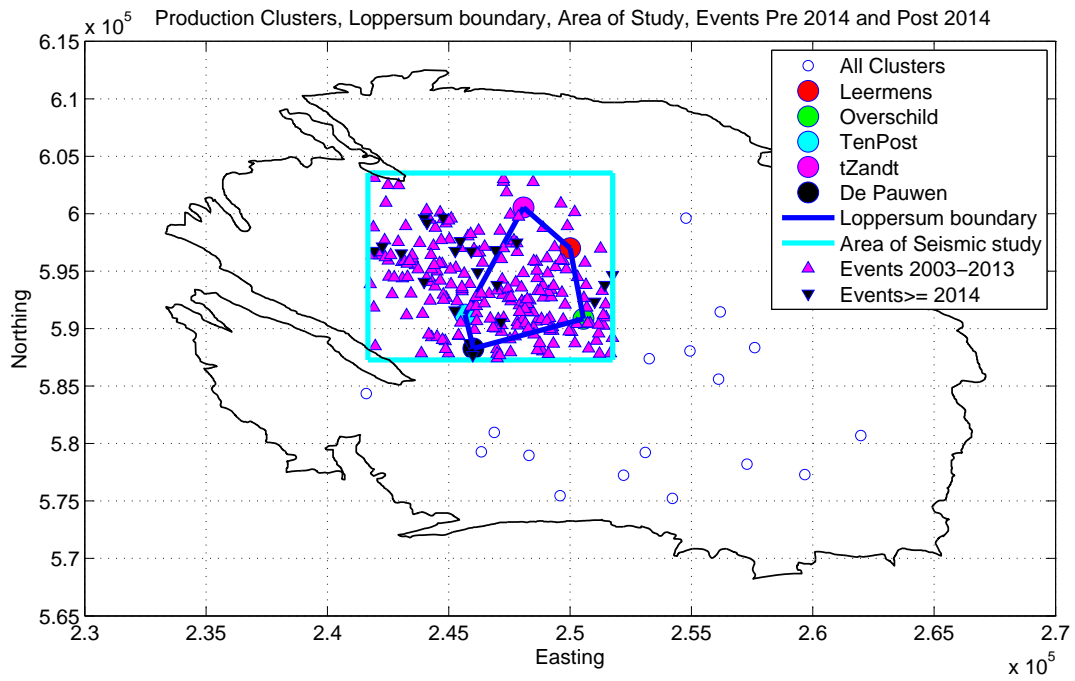 Production Clusters, Loppersum boundary, Area of Study, Events Pre 2014 and Post 2014
x 10^5
6.15
6.11
6.05
6
5.95
5.9
5.85
5.8
5.75
5.7
5.65
Northing
2.3
2.35
2.4
2.45
2.5
2.55
2.6
2.65
2.7
Easting
x 10^5
All Clusters
Leermens
Overschild
TenPost
tZandt
De Pauwen
Loppersum boundary
Area of Seismic study
Events 2003−2013
Events>= 2014